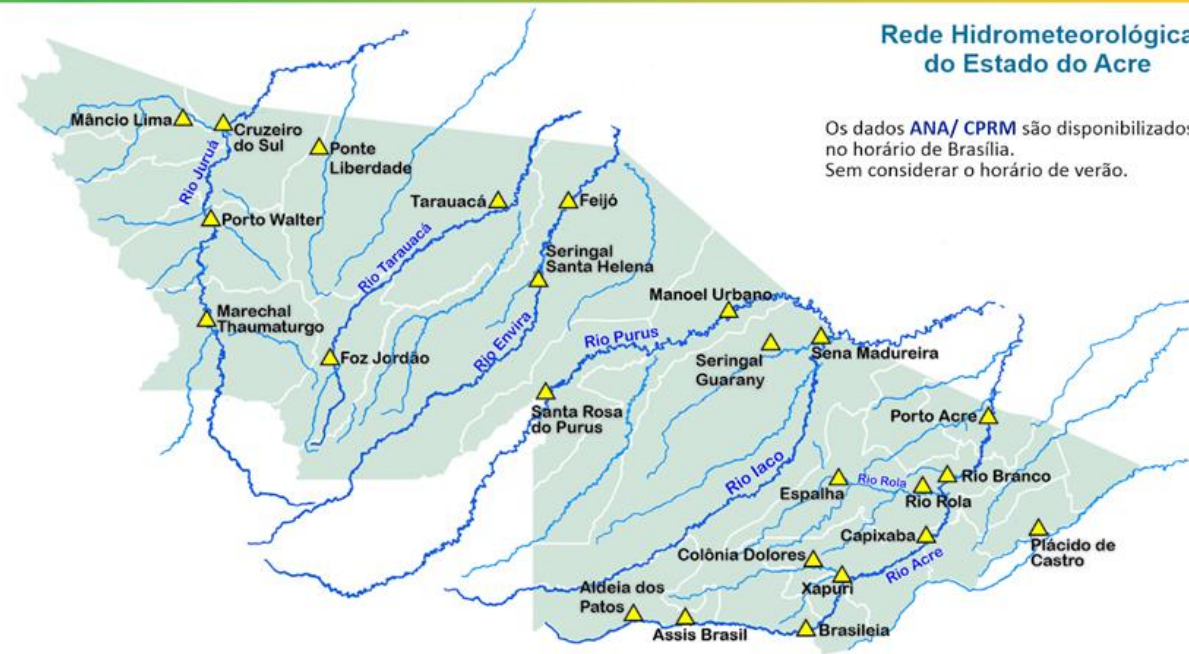 Rede Hidrometeorológica
do Estado do Acre
Os dados ANA/ CPRM são disponibilizados
no horário de Brasília.
Sem considerar o horário de verão.
Mâncio Lima
Cruzeiro
do Sul
Ponte
Liberdade
Rio Juruá
Tarauacá
Feijó
Porto Walter
Rio Tarauacá
Seringal
Santa Helena
Manoel Urbano
Marechal
Thaumaturgo
Rio Envira
Rio Purus
Foz Jordão
Seringal
Guarany
Sena Madureira
Santa Rosa
do Purus
Porto Acre
Rio Iaco
Espalha
Rio Rola
Rio Rola
Rio Branco
Capixaba
Plácido de
Castro
Colônia Dolores
Rio Acre
Xapuri
Aldeia dos
Patos
Assis Brasil
Brasileia